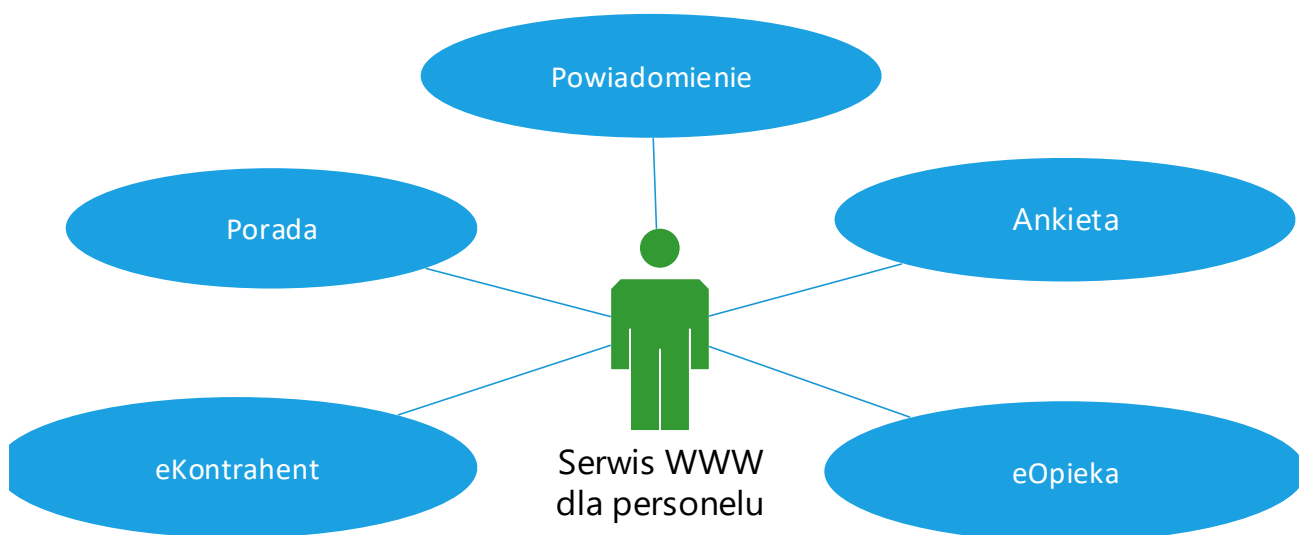 Powiadomienie
Porada
Ankieta
eKontrahent
Serwis WWW
dla personelu
eOpieka